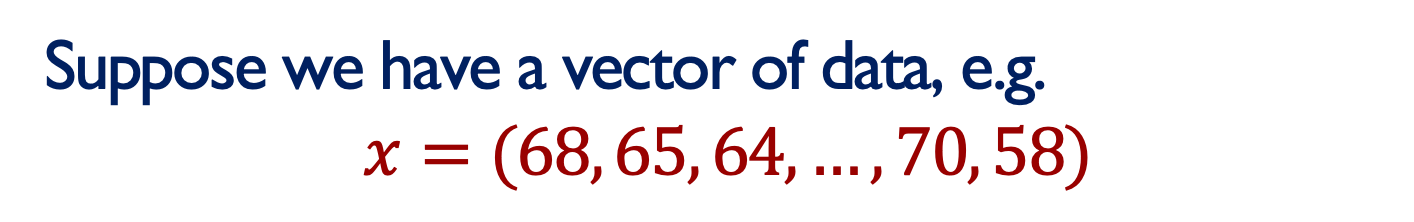 Suppose we have a vector of data, e.g.
x = (68, 65, 64, … , 70, 58)